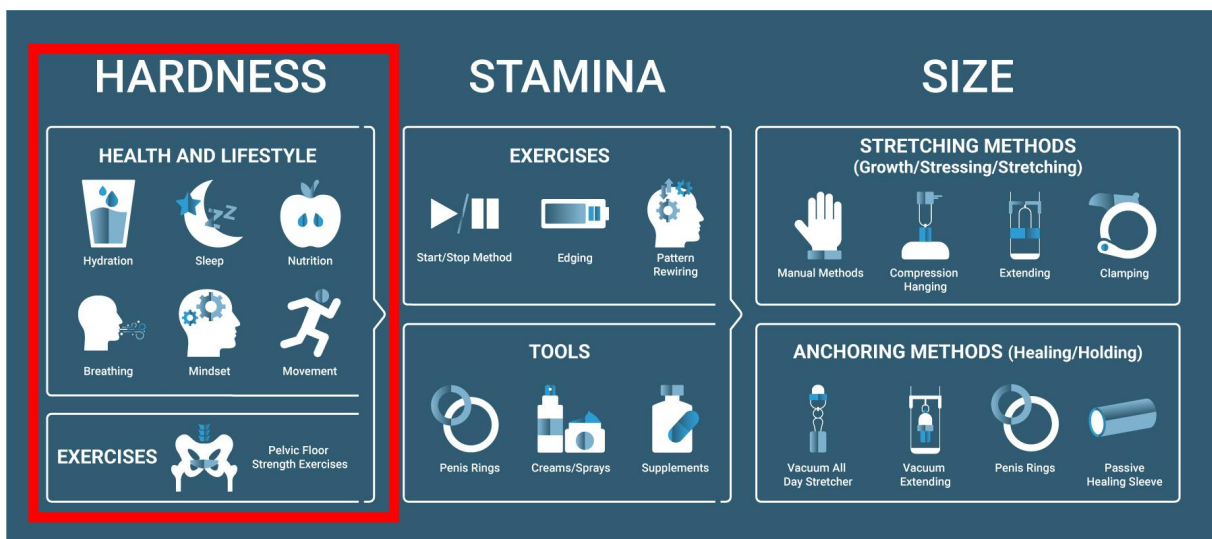 HARDNESS
HEALTH AND LIFESTYLE
Hydration
Sleep
Nutrition
Breathing
Mindset
Movement
EXERCISES
Pelvic Floor
Strength Exercises
STAMINA
EXERCISES
Start/Stop Method
Edging
Pattern
Rewiring
TOOLS
Penis Rings
Creams/Sprays
Supplements
SIZE
STRETCHING METHODS
(Growth/Stressing/Stretching)
Manual Methods
Compression
Hanging
Extending
Clamping
ANCHORING METHODS (Healing/Holding)
Vacuum All
Day Stretcher
Vacuum
Extending
Penis Rings
Passive
Healing Sleeve